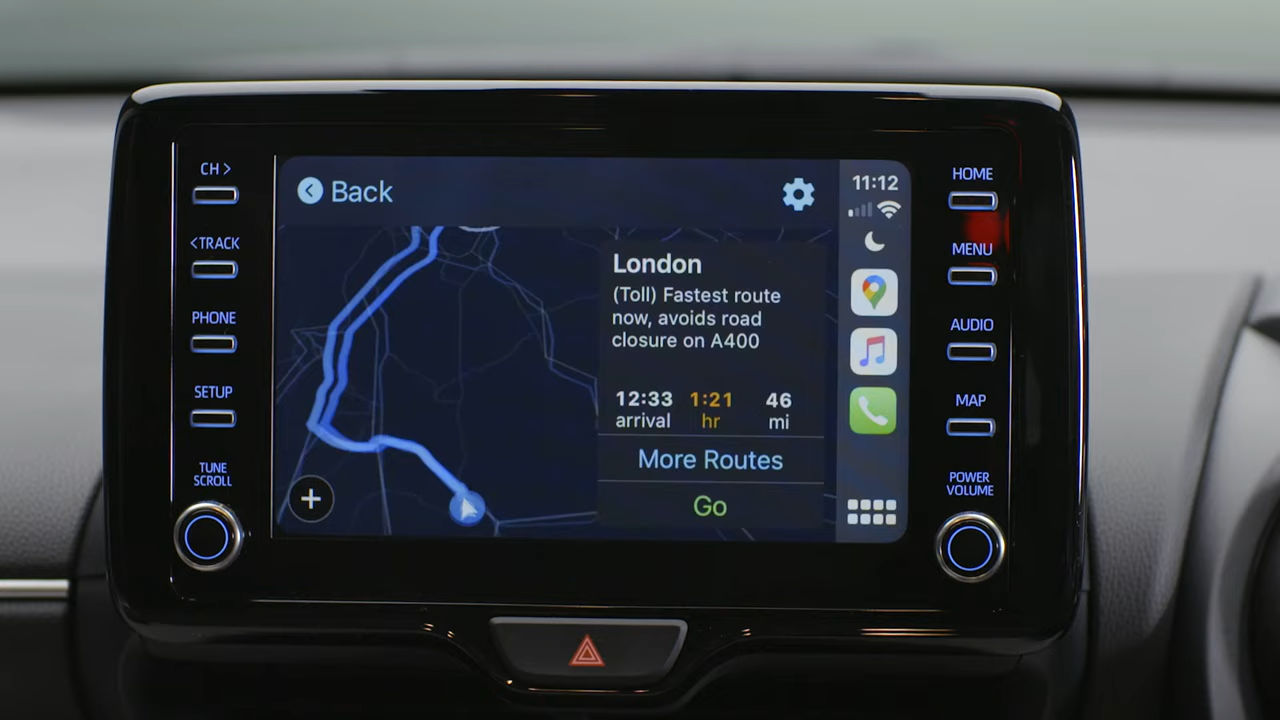 CH >
<TRACK
PHONE
SETUP
TUNE
SCROLL
Back
London
(Toll) Fastest route
now, avoids road
closure on A400
12:33 1:21 46
arrival hr mi
More Routes
Go
+
11:12
HOME
MENU
AUDIO
MAP
POWER
VOLUME